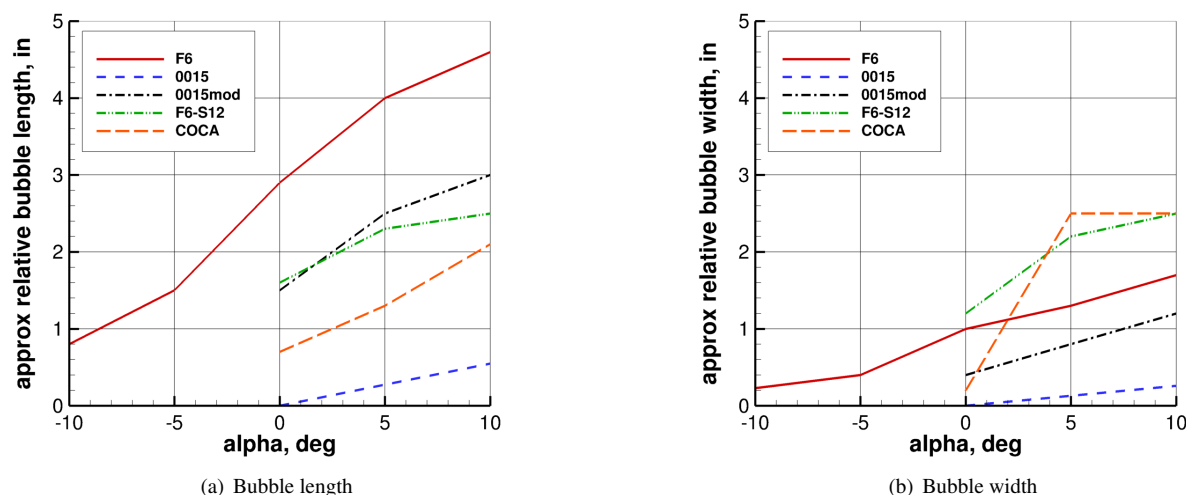 approx relative bubble length, in
5
4
3
2
1
0
F6
0015
0015mod
F6-S12
COCA
-10
-5
0
5
10
alpha, deg
(a) Bubble length
approx relative bubble width, in
5
4
3
2
1
0
F6
0015
0015mod
F6-S12
COCA
-10
-5
0
5
10
alpha, deg
(b) Bubble width